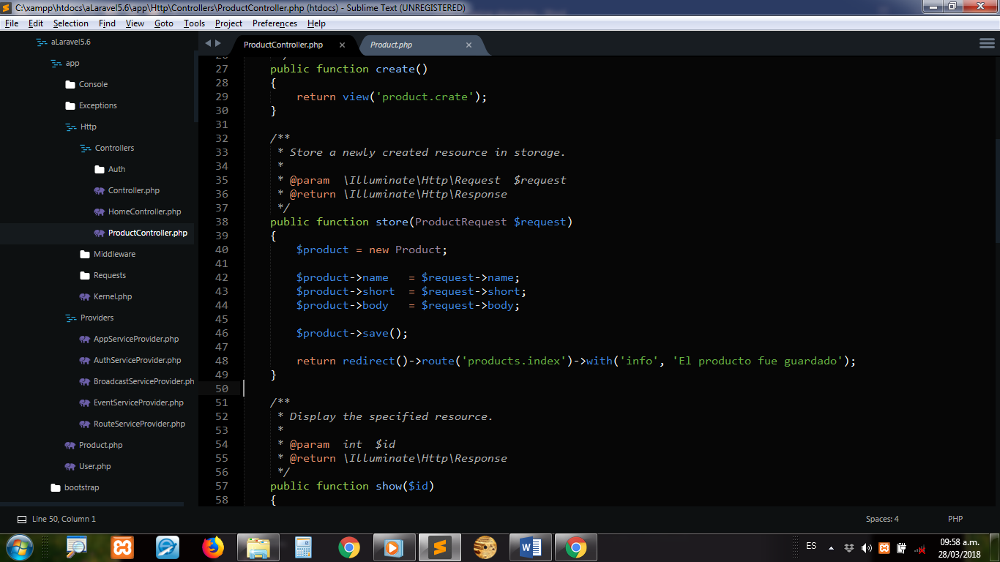 C:\xampp\htdocs\aLaravel5.6\app\Http\Controllers\ProductController.php (htdocs) - Sublime Text (UNREGISTERED)
File Edit Selection Find View Goto Tools Project Preferences Help
aLaravel5.6
app
Console
Exceptions
Http
Controllers
Auth
Controller.php
HomeController.php
ProductController.php
Middleware
Requests
Kernel.php
Providers
AppServiceProvider.php
AuthServiceProvider.php
BroadcastServiceProvider.ph
EventServiceProvider.php
RouteServiceProvider.php
Product.php
User.php
bootstrap
ProductController.php × Product.php ×
27 public function create()
28 {
29 return view('product.crate');
30 }
31
32 /**
33 * Store a newly created resource in storage.
34 *
35 * @param \Illuminate\Http\Request $request
36 * @return \Illuminate\Http\Response
37 */
38 public function store(ProductRequest $request)
39 {
40 $product = new Product;
41
42 $product->name = $request->name;
43 $product->short = $request->short;
44 $product->body = $request->body;
45
46 $product->save();
47
48 return redirect()->route('products.index')->with('info', 'El producto fue guardado');
49 }
50
51 /**
52 * Display the specified resource.
53 *
54 * @param int $id
55 * @return \Illuminate\Http\Response
56 */
57 public function show($id)
58 {
Line 50, Column 1 Spaces: 4 PHP
ES 09:58 a.m.
28/03/2018